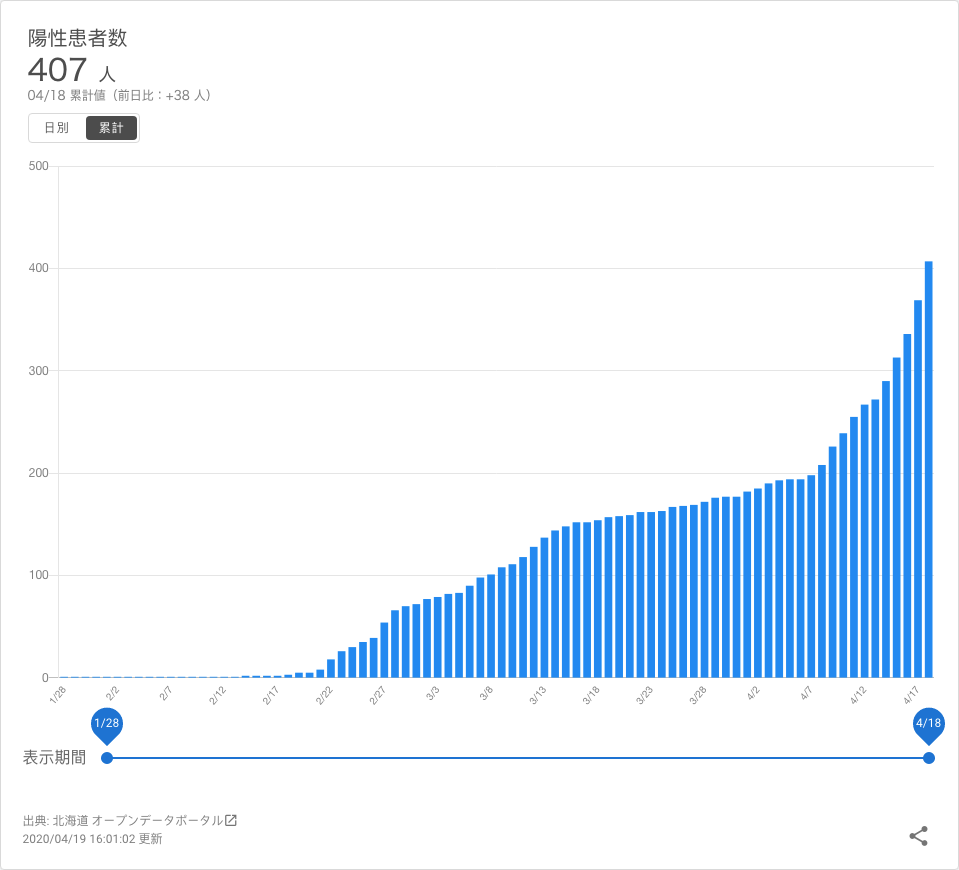 陽性患者数
407 人
04/18 累計値（前日比：+38 人）
日別 累計
500
400
300
200
100
0
1/28 2/2 2/7 2/12 2/17 2/22 2/27 3/3 3/8 3/13 3/18 3/23 3/28 4/2 4/7 4/12 4/17
1/28 4/18
表示期間
出典: 北海道 オープンデータポータル
2020/04/19 16:01:02 更新